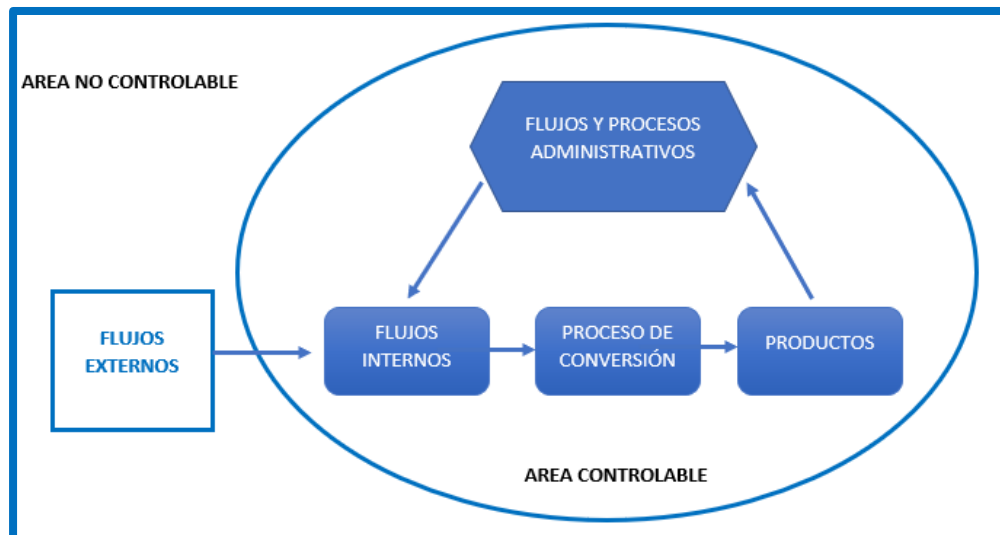 AREA NO CONTROLABLE
FLUJOS Y PROCESOS
ADMINISTRATIVOS
FLUJOS
EXTERNOS
FLUJOS
INTERNOS
PROCESO DE
CONVERSIÓN
PRODUCTOS
AREA CONTROLABLE